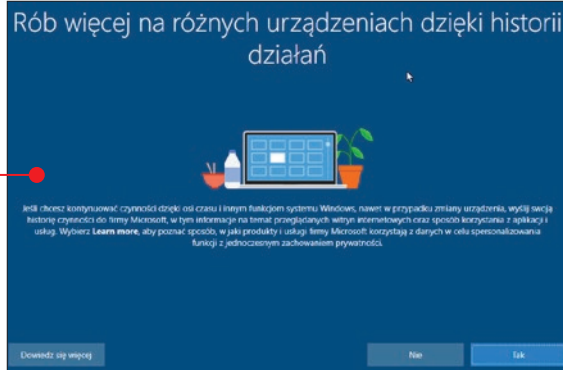 Rób więcej na różnych urządzeniach dzięki historii
działań
Jeśli chcesz kontynuować czynności dzięki osi czasu i innym funkcjom systemu Windows, nawet w przypadku zmiany urządzenia, wyślij swoją
historię czynności do firmy Microsoft, w tym informacje na temat przeglądanych witryn internetowych oraz sposób korzystania z aplikacji i
usług. Wybierz Learn more, aby poznać sposób, w jaki produkty i usługi firmy Microsoft korzystają z danych w celu spersonalizowania
funkcji z jednoczesnym zachowaniem prywatności.
Dowiedz się więcej
Nie
Tak